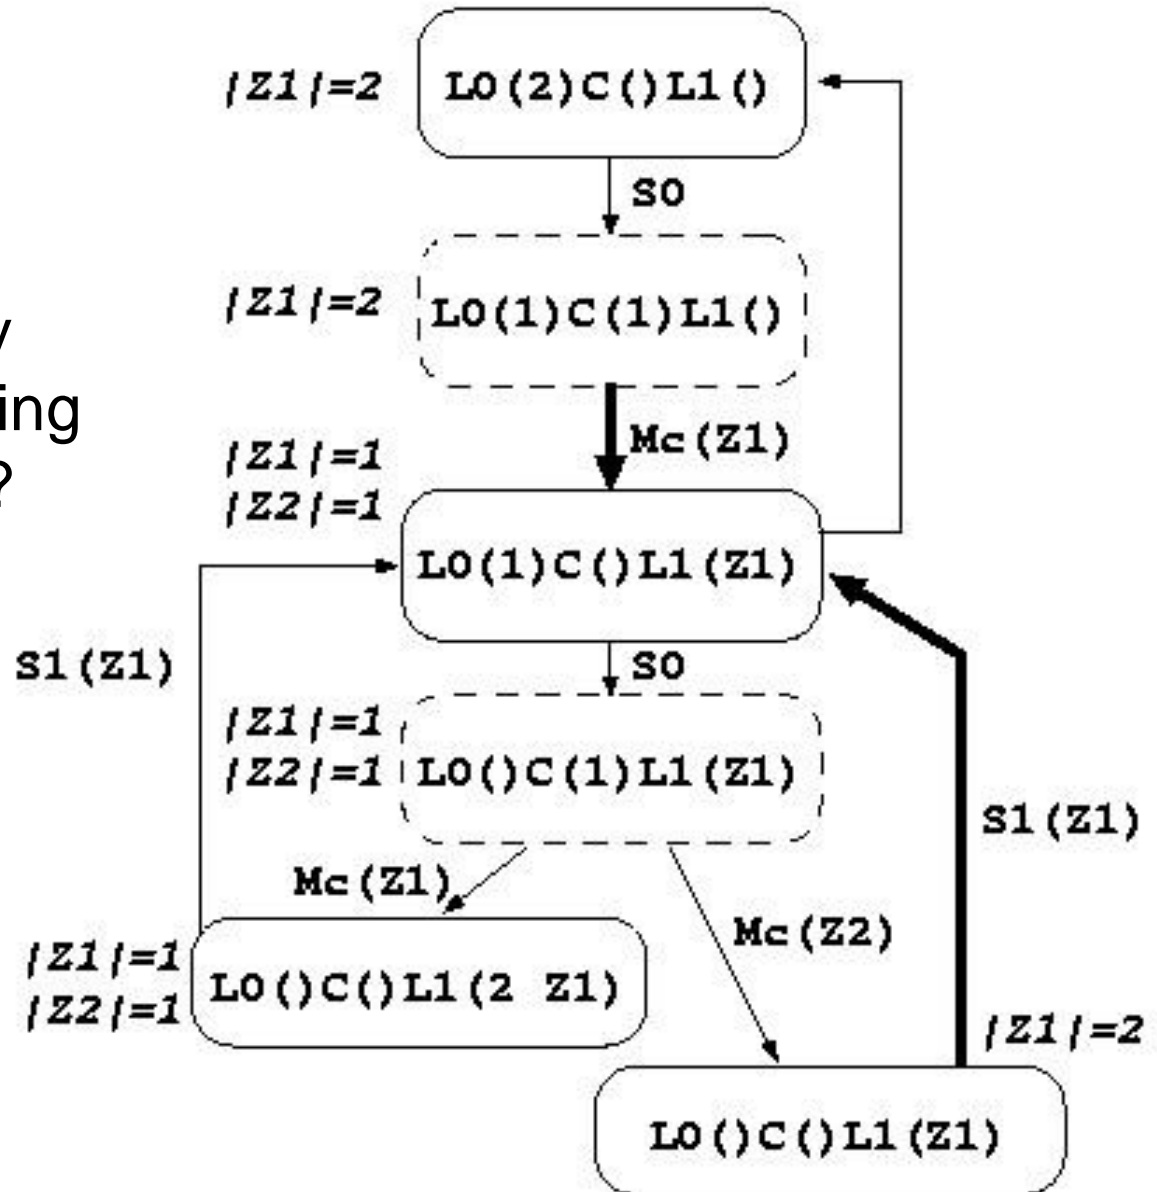 |Z1|=2
L0(2)C()L1()
S0
|Z1|=2
L0(1)C(1)L1()
y
ing
?
Mc(Z1)
|Z1|=1
|Z2|=1
L0(1)C()L1(Z1)
S1(Z1)
S0
|Z1|=1
|Z2|=1
L0()C(1)L1(Z1)
S1(Z1)
Mc(Z1)
Mc(Z2)
|Z1|=1
|Z2|=1
L0()C()L1(2 Z1)
|Z1|=2
L0()C()L1(Z1)